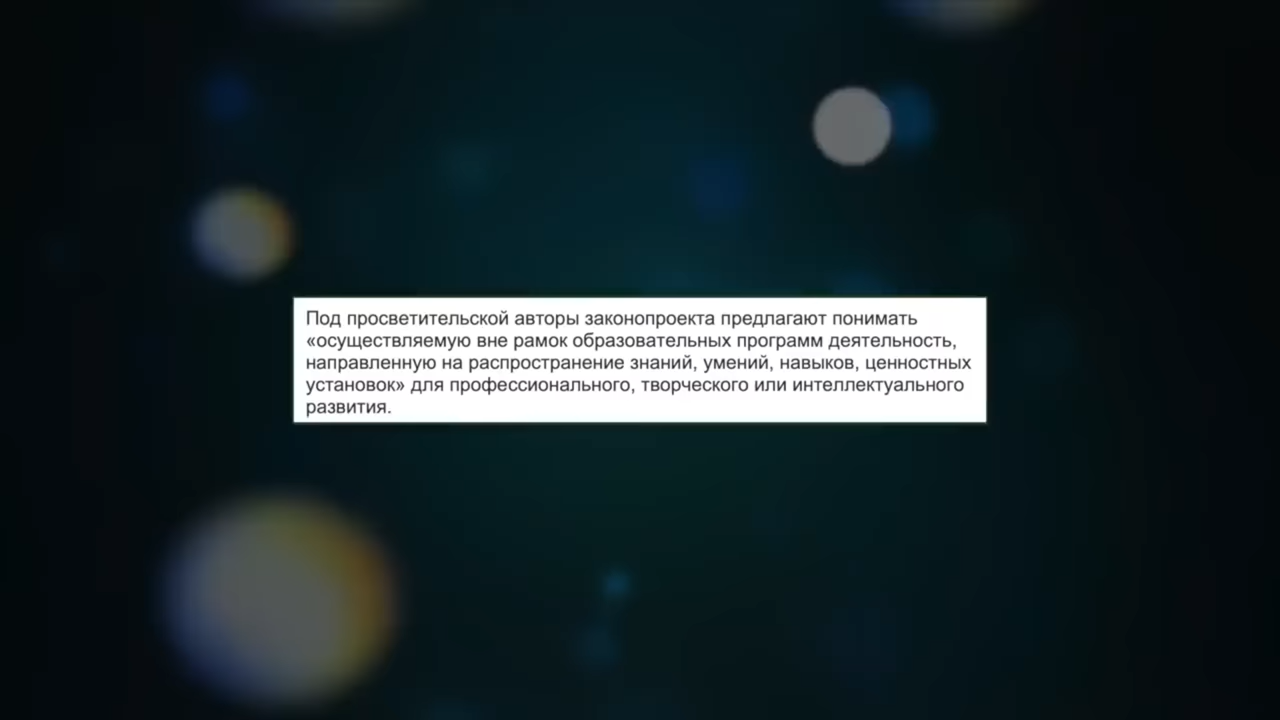 Под просветительской авторы законопроекта предлагают понимать
«осуществляемую вне рамок образовательных программ деятельность,
направленную на распространение знаний, умений, навыков, ценностных
установок» для профессионального, творческого или интеллектуального
развития.